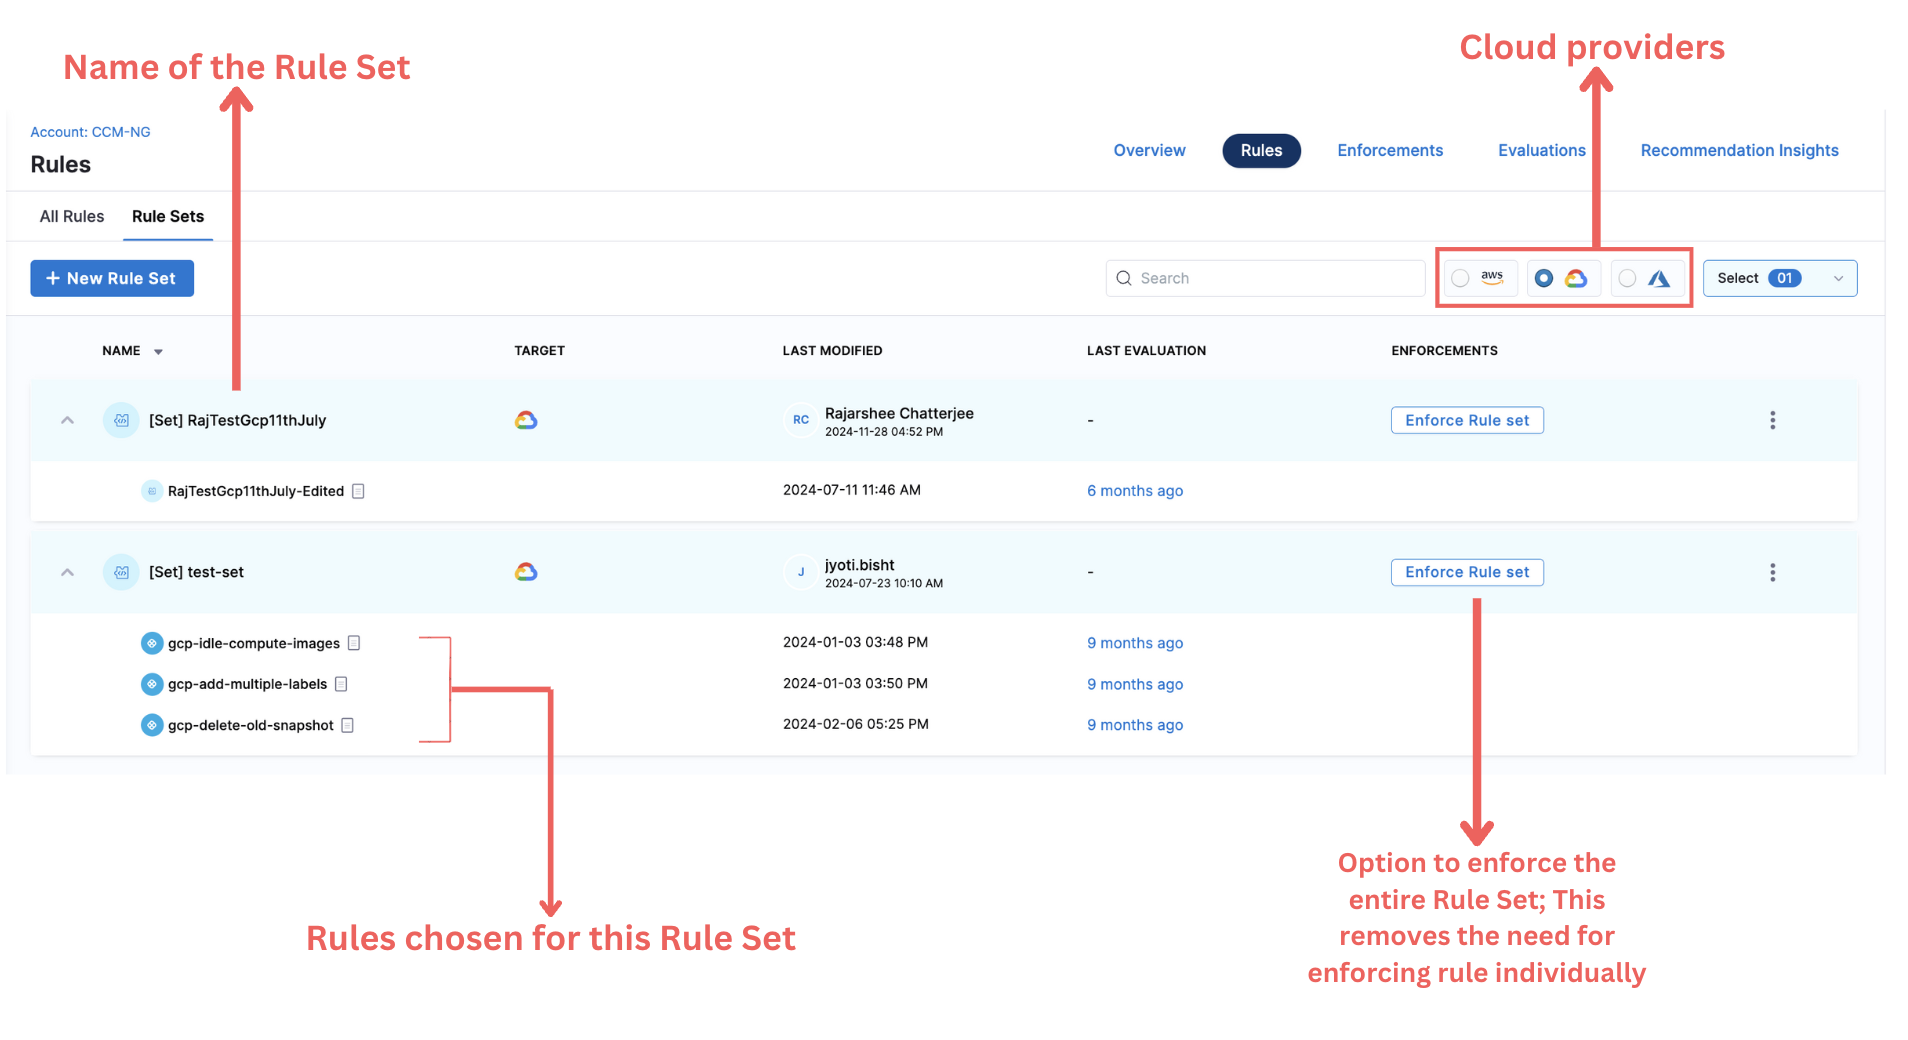 Name of the Rule Set
Cloud providers
Account: CCM-NG
Rules
Overview
Rules
Enforcements
Evaluations
Recommendation Insights
All Rules
Rule Sets
+ New Rule Set
Search
aws
Select 01
NAME
TARGET
LAST MODIFIED
LAST EVALUATION
ENFORCEMENTS
[Set] RajTestGcp11thJuly
RC
Rajarshee Chatterjee
2024-11-28 04:52 PM
-
Enforce Rule set
RajTestGcp11thJuly-Edited
2024-07-11 11:46 AM
6 months ago
[Set] test-set
J
jyoti.bisht
2024-07-23 10:10 AM
-
Enforce Rule set
gcp-idle-compute-images
2024-01-03 03:48 PM
9 months ago
gcp-add-multiple-labels
2024-01-03 03:50 PM
9 months ago
gcp-delete-old-snapshot
2024-02-06 05:25 PM
9 months ago
Rules chosen for this Rule Set
Option to enforce the
entire Rule Set; This
removes the need for
enforcing rule individually